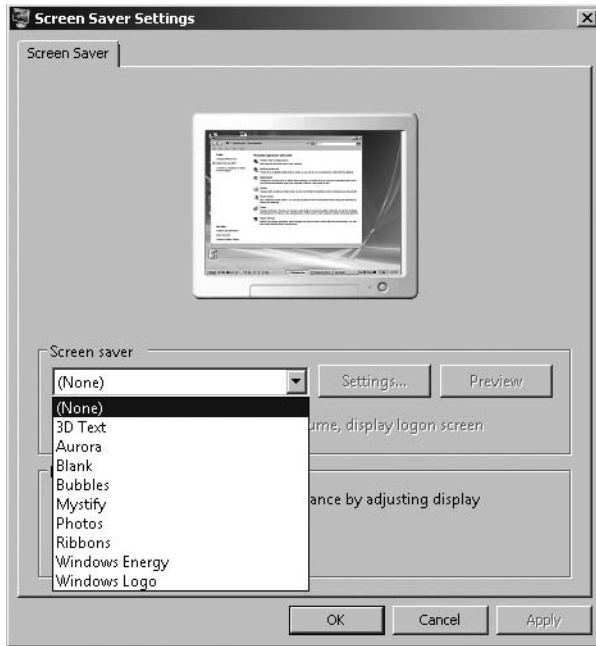 Screen Saver Settings
Screen Saver
Screen saver
(None)
Settings...
Preview
(None)
3D Text
ume, display logon screen
Aurora
Blank
Bubbles
Mystify
ance by adjusting display
Photos
Ribbons
Windows Energy
Windows Logo
OK
Cancel
Apply